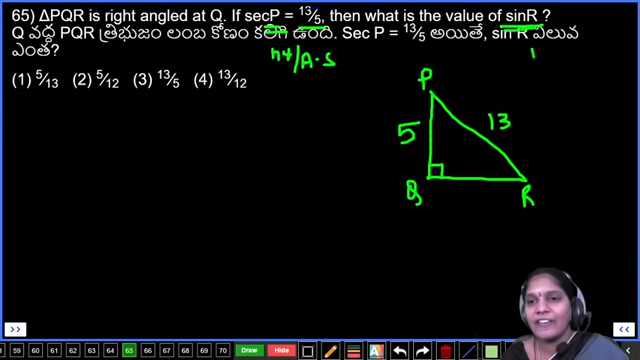 65) ΔPQR is right angled at Q. If secP = 13/5, then what is the value of sinR ?
Q వద్ద PQR త్రిభుజం లంబ కోణం కలిగి ఉంది. Sec P = 13/5 అయితే, sin R విలువ
ఎంత?
hy/A.S
(1) 5/13 (2) 5/12 (3) 13/5 (4) 13/12
P
5 13
Q R
>> >>
59 60 61 62 63 64 65 66 67 68 69 70 Draw Hide